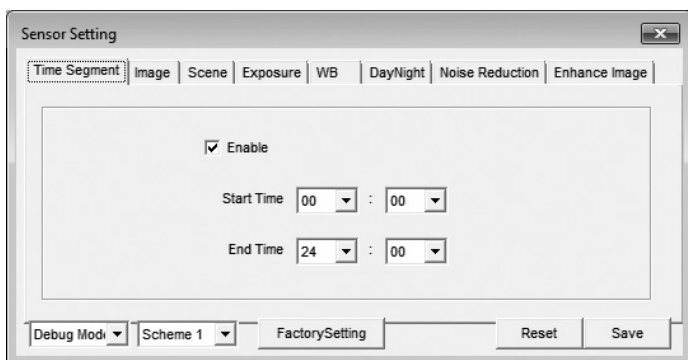 Sensor Setting
Time Segment Image Scene Exposure WB DayNight Noise Reduction Enhance Image
Enable
Start Time 00 : 00
End Time 24 : 00
Debug Mod Scheme 1 FactorySetting Reset Save